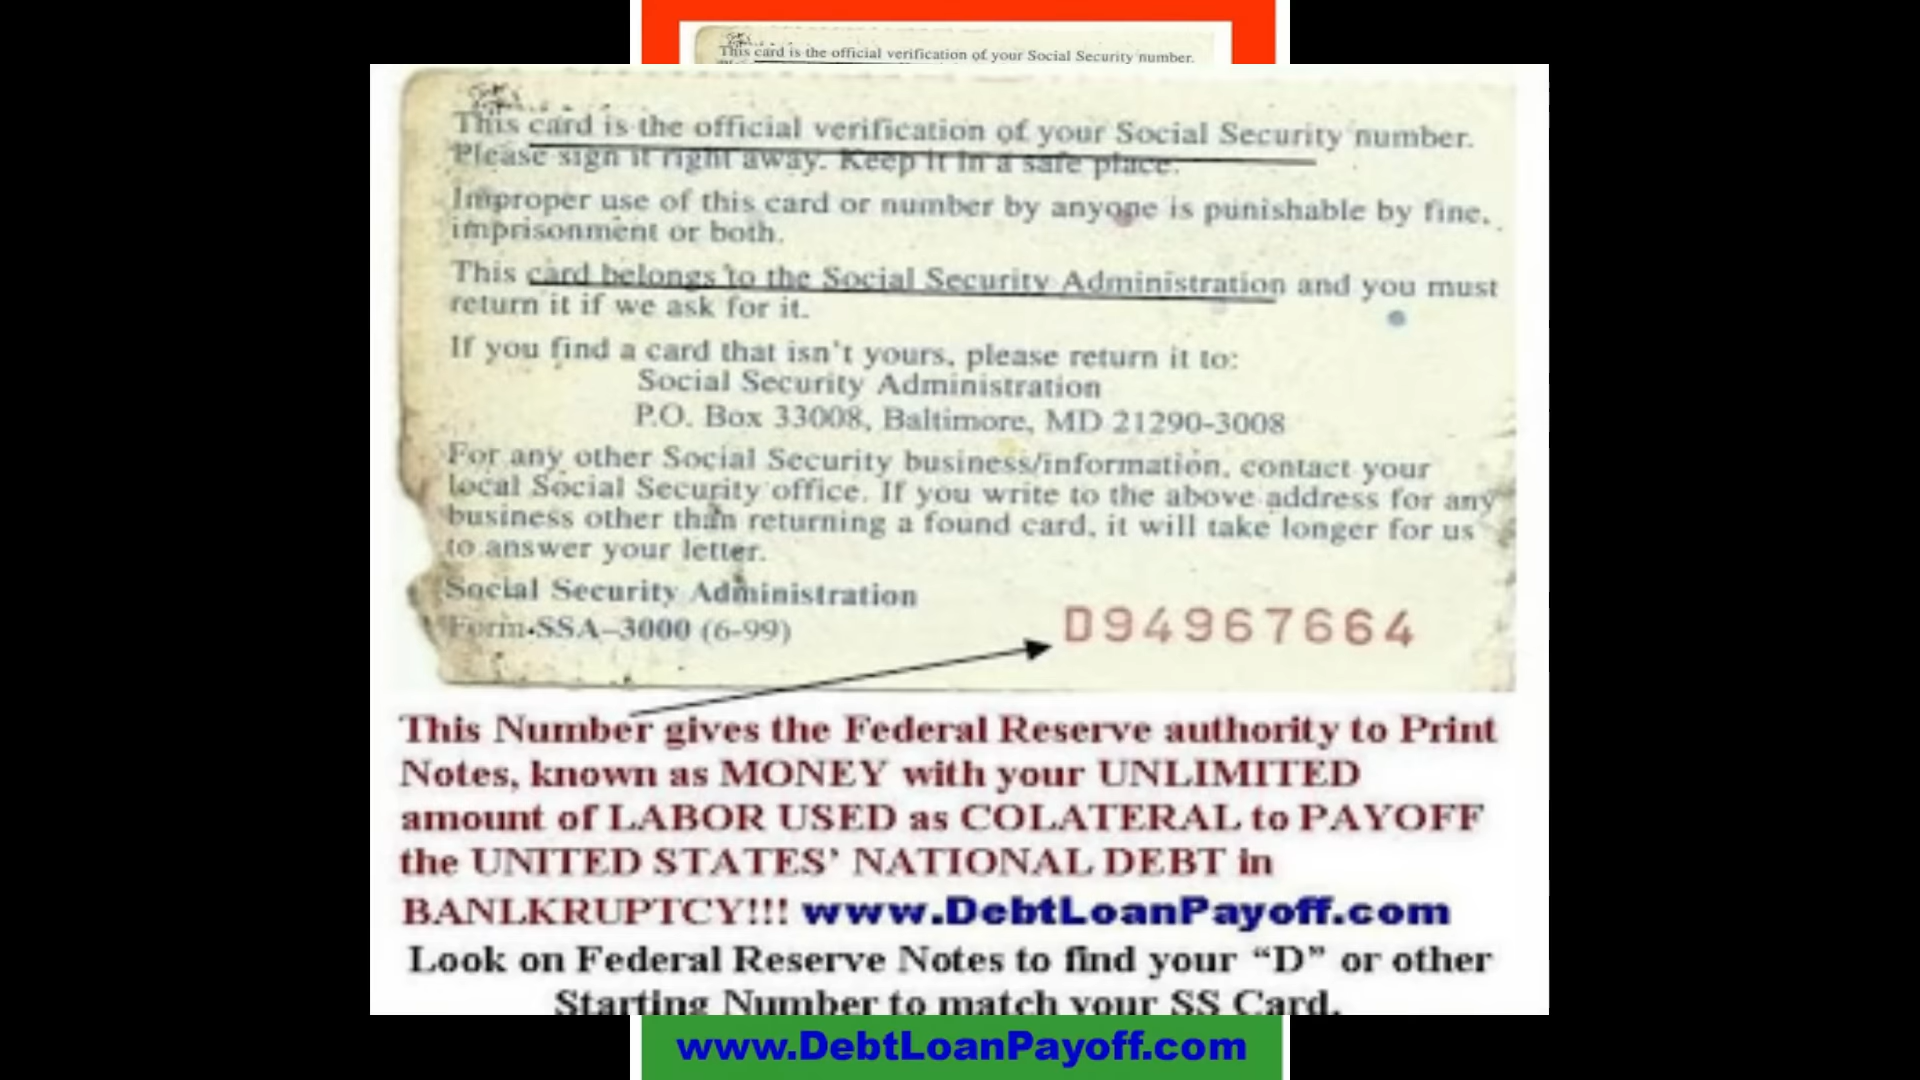 This card is the official verification of your Social Security number.
This card is the official verification of your Social Security number.
Please sign it right away. Keep it in a safe place.
Improper use of this card or number by anyone is punishable by fine,
imprisonment or both.
This card belongs to the Social Security Administration and you must
return it if we ask for it.
If you find a card that isn't yours, please return it to:
Social Security Administration
P.O. Box 33008, Baltimore, MD 21290-3008
For any other Social Security business/information, contact your
local Social Security office. If you write to the above address for any
business other than returning a found card, it will take longer for us
to answer your letter.
Social Security Administration
Form SSA-3000 (6-99)
D94967664
This Number gives the Federal Reserve authority to Print
Notes, known as MONEY with your UNLIMITED
amount of LABOR USED as COLATERAL to PAYOFF
the UNITED STATES' NATIONAL DEBT in
BANLKRUPTCY!!! www.DebtLoanPayoff.com
Look on Federal Reserve Notes to find your “D” or other
Starting Number to match your SS Card.
www.DebtLoanPayoff.com